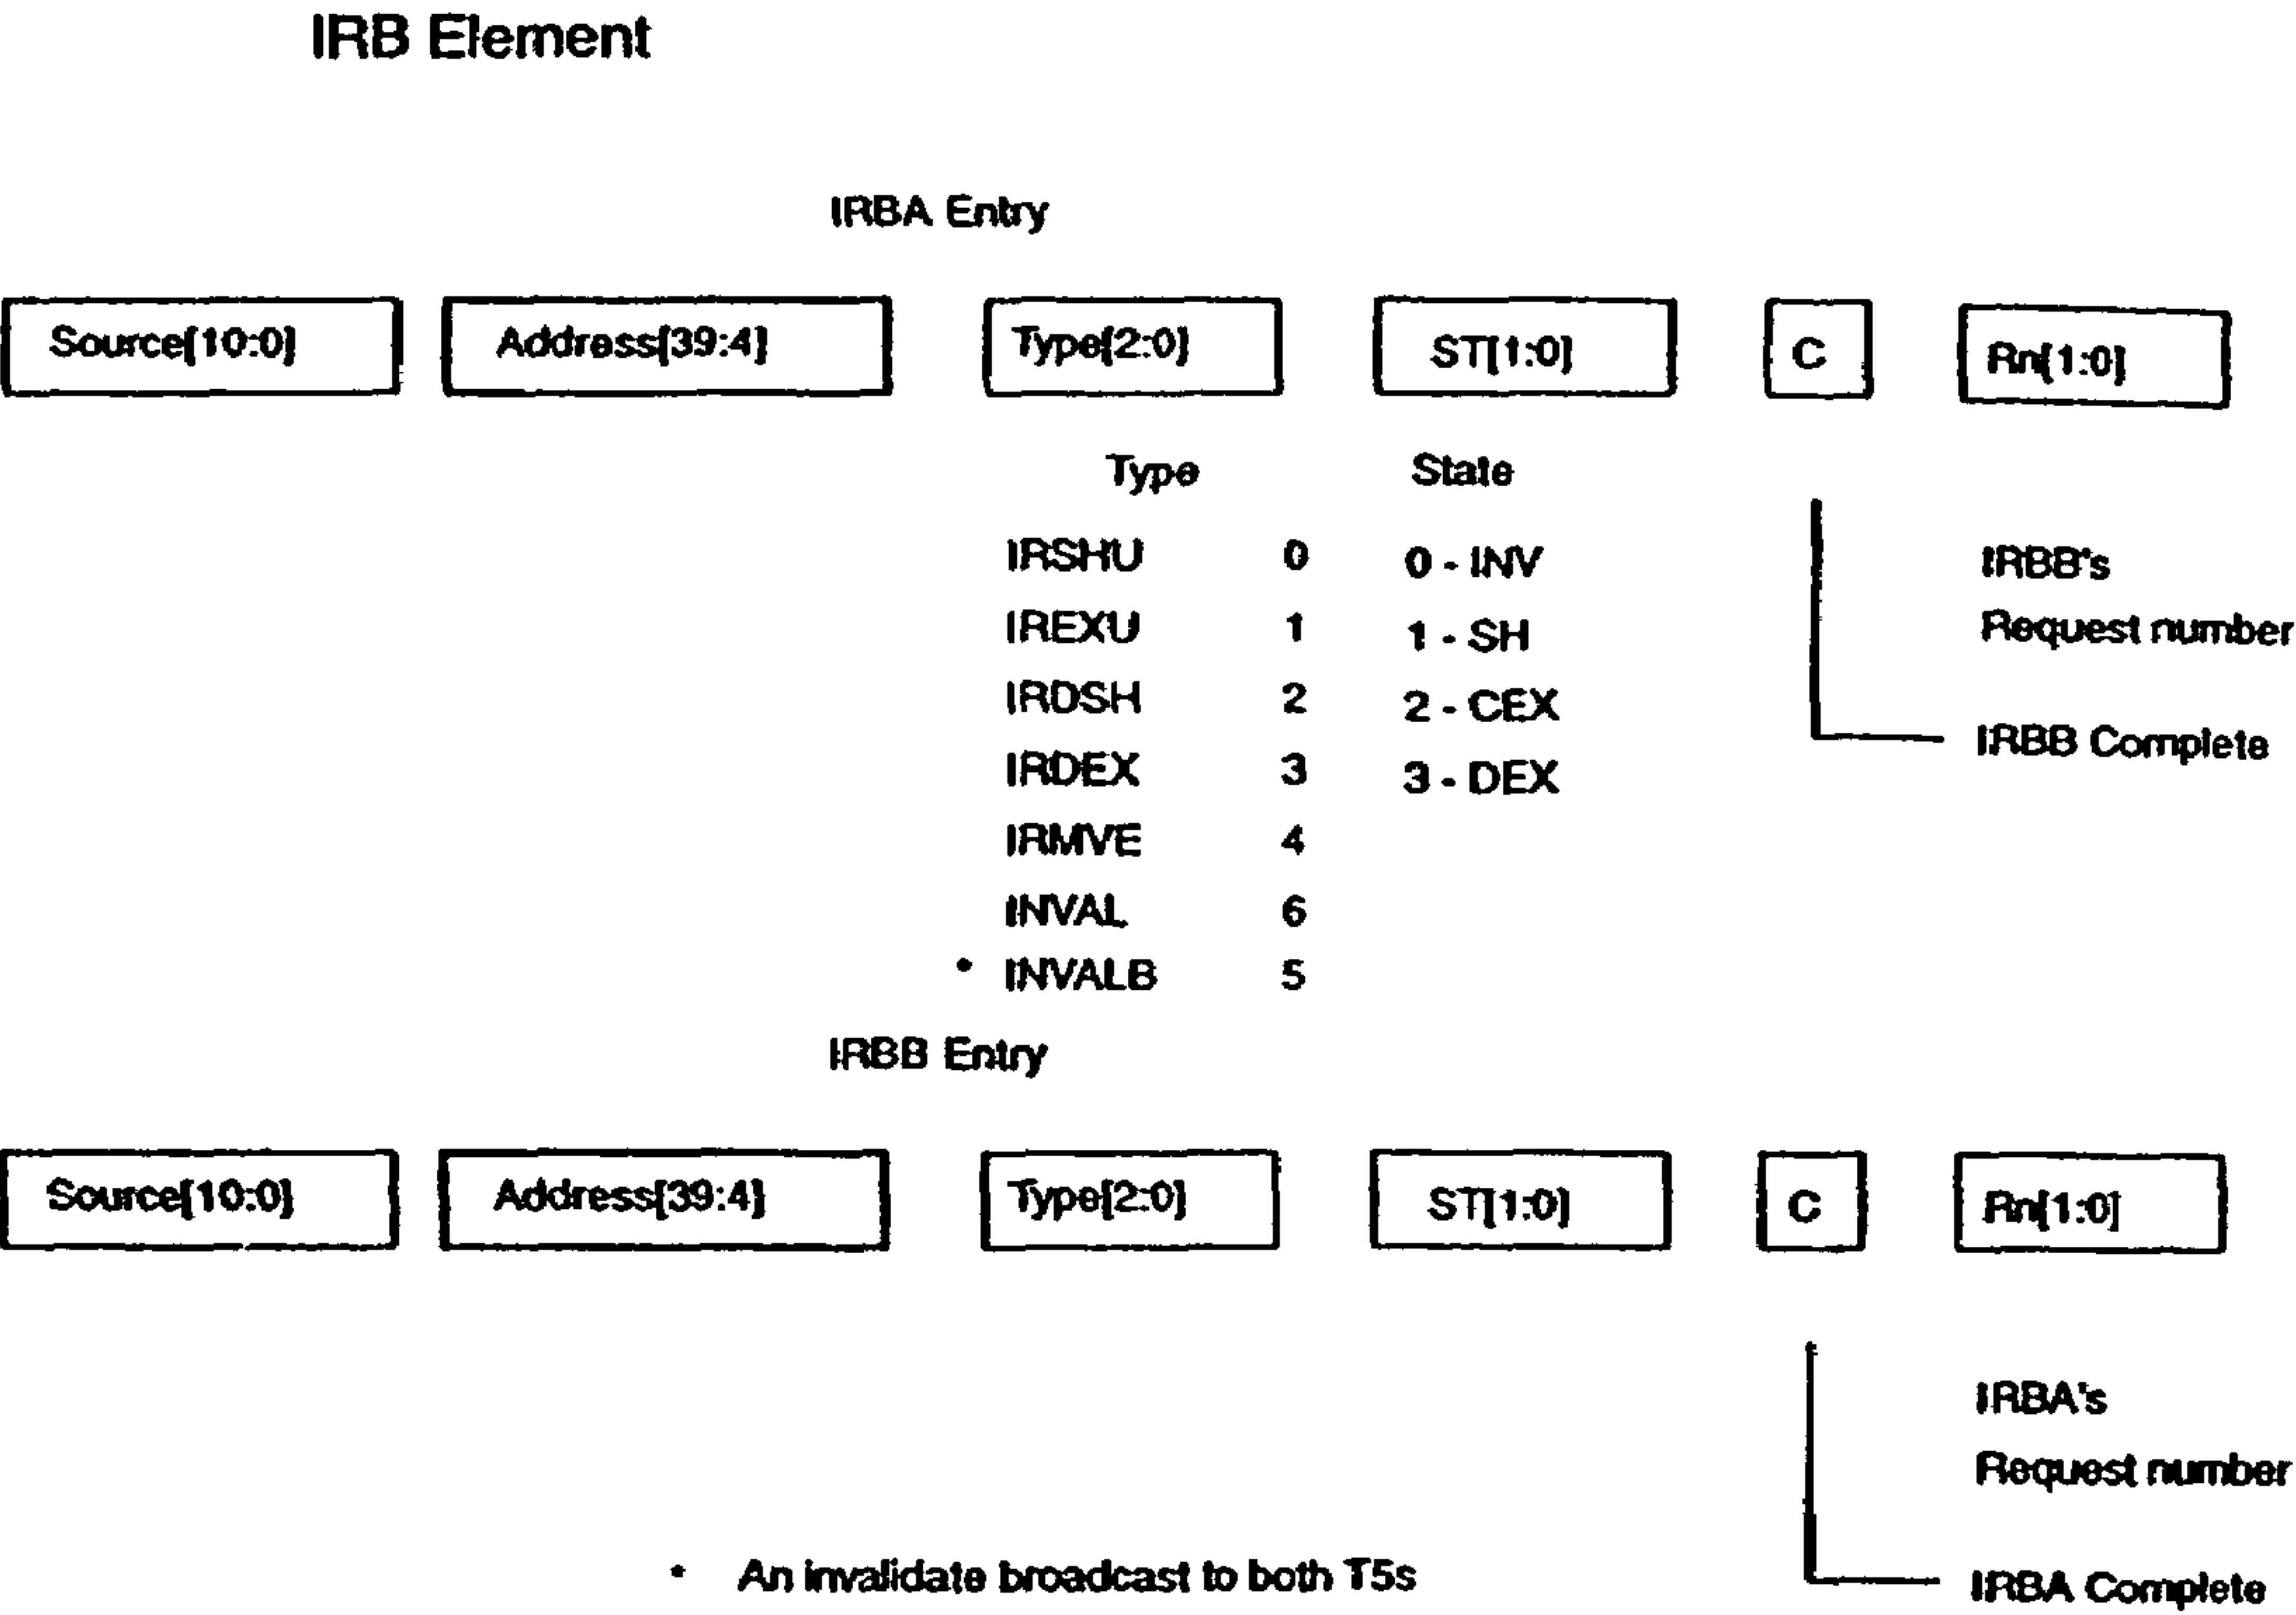 IRB Element
IRBA Entry
Source[10:0] Address[39:4] Type[2:0] ST[1:0] C Rn[1:0]
Type State
IRSHU 0 0 - INV IRBB's
IREXU 1 1 - SH Request number
IRDSH 2 2 - CEX IRBB Complete
IRDEX 3 3 - DEX
IRMVE 4
INVAL 6
* INVALB 5
IRBB Entry
Source[10:0] Address[39:4] Type[2:0] ST[1:0] C Rn[1:0]
IRBA's
Request number
* An invalidate broadcast to both T5s IRBA Complete